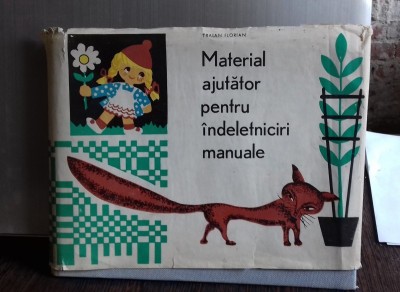 TRAIAN FLORIAN
Material
ajutător
pentru
îndeletniciri
manuale